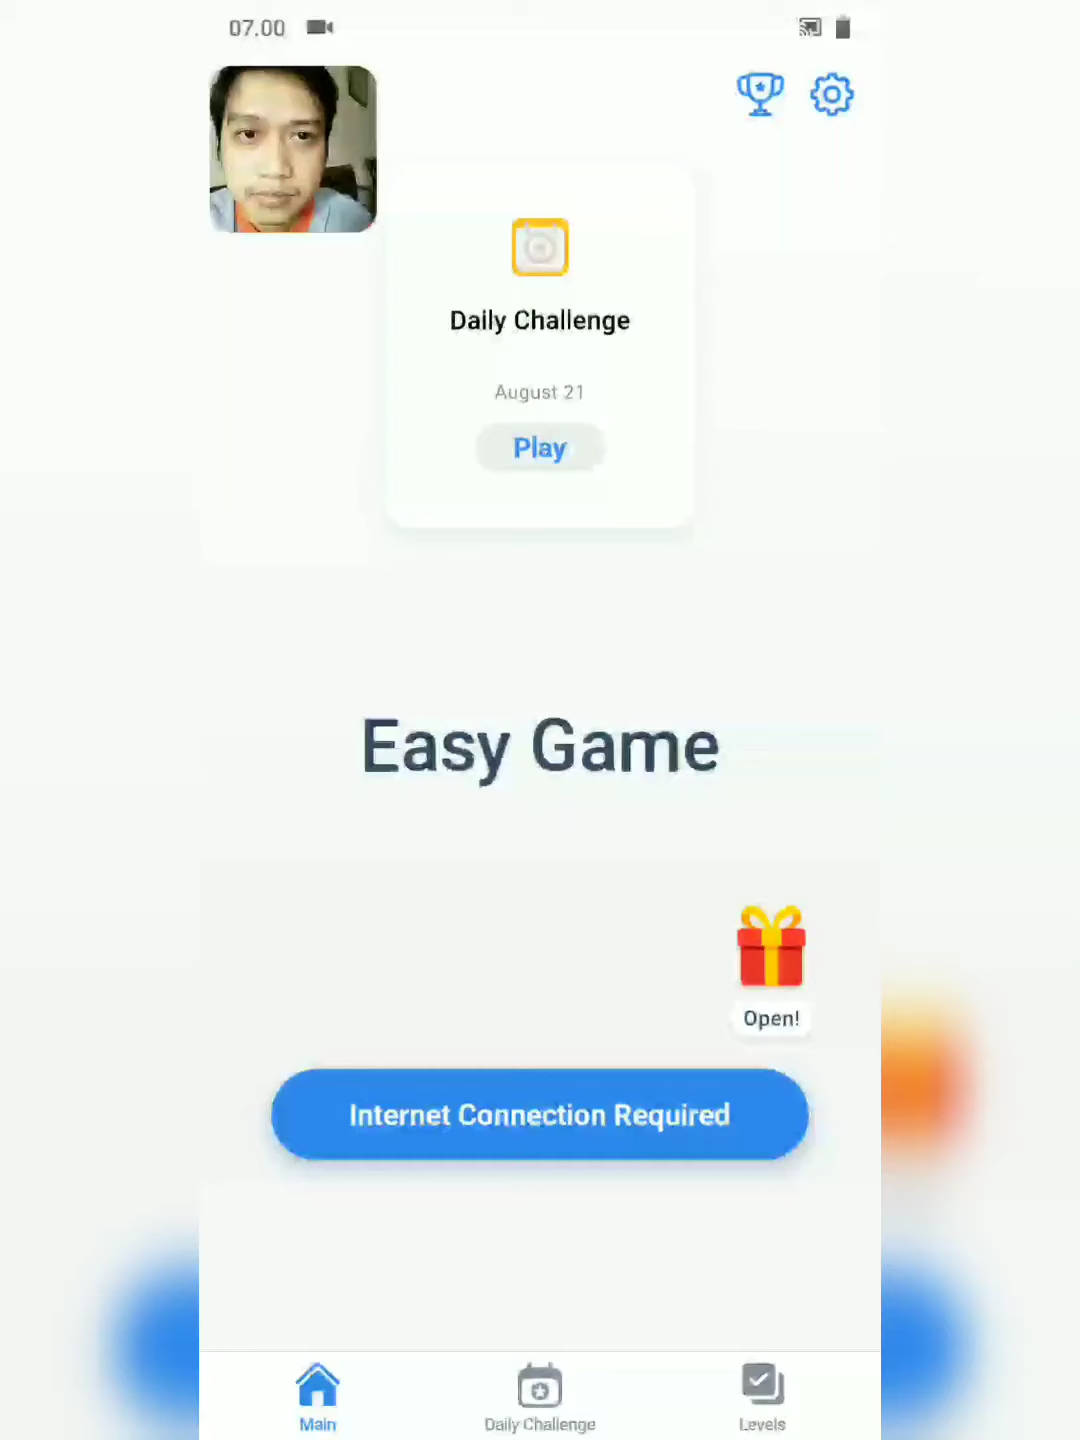 07.00
Daily Challenge
August 21
Play
Easy Game
Open!
Internet Connection Required
Main
Daily Challenge
Levels